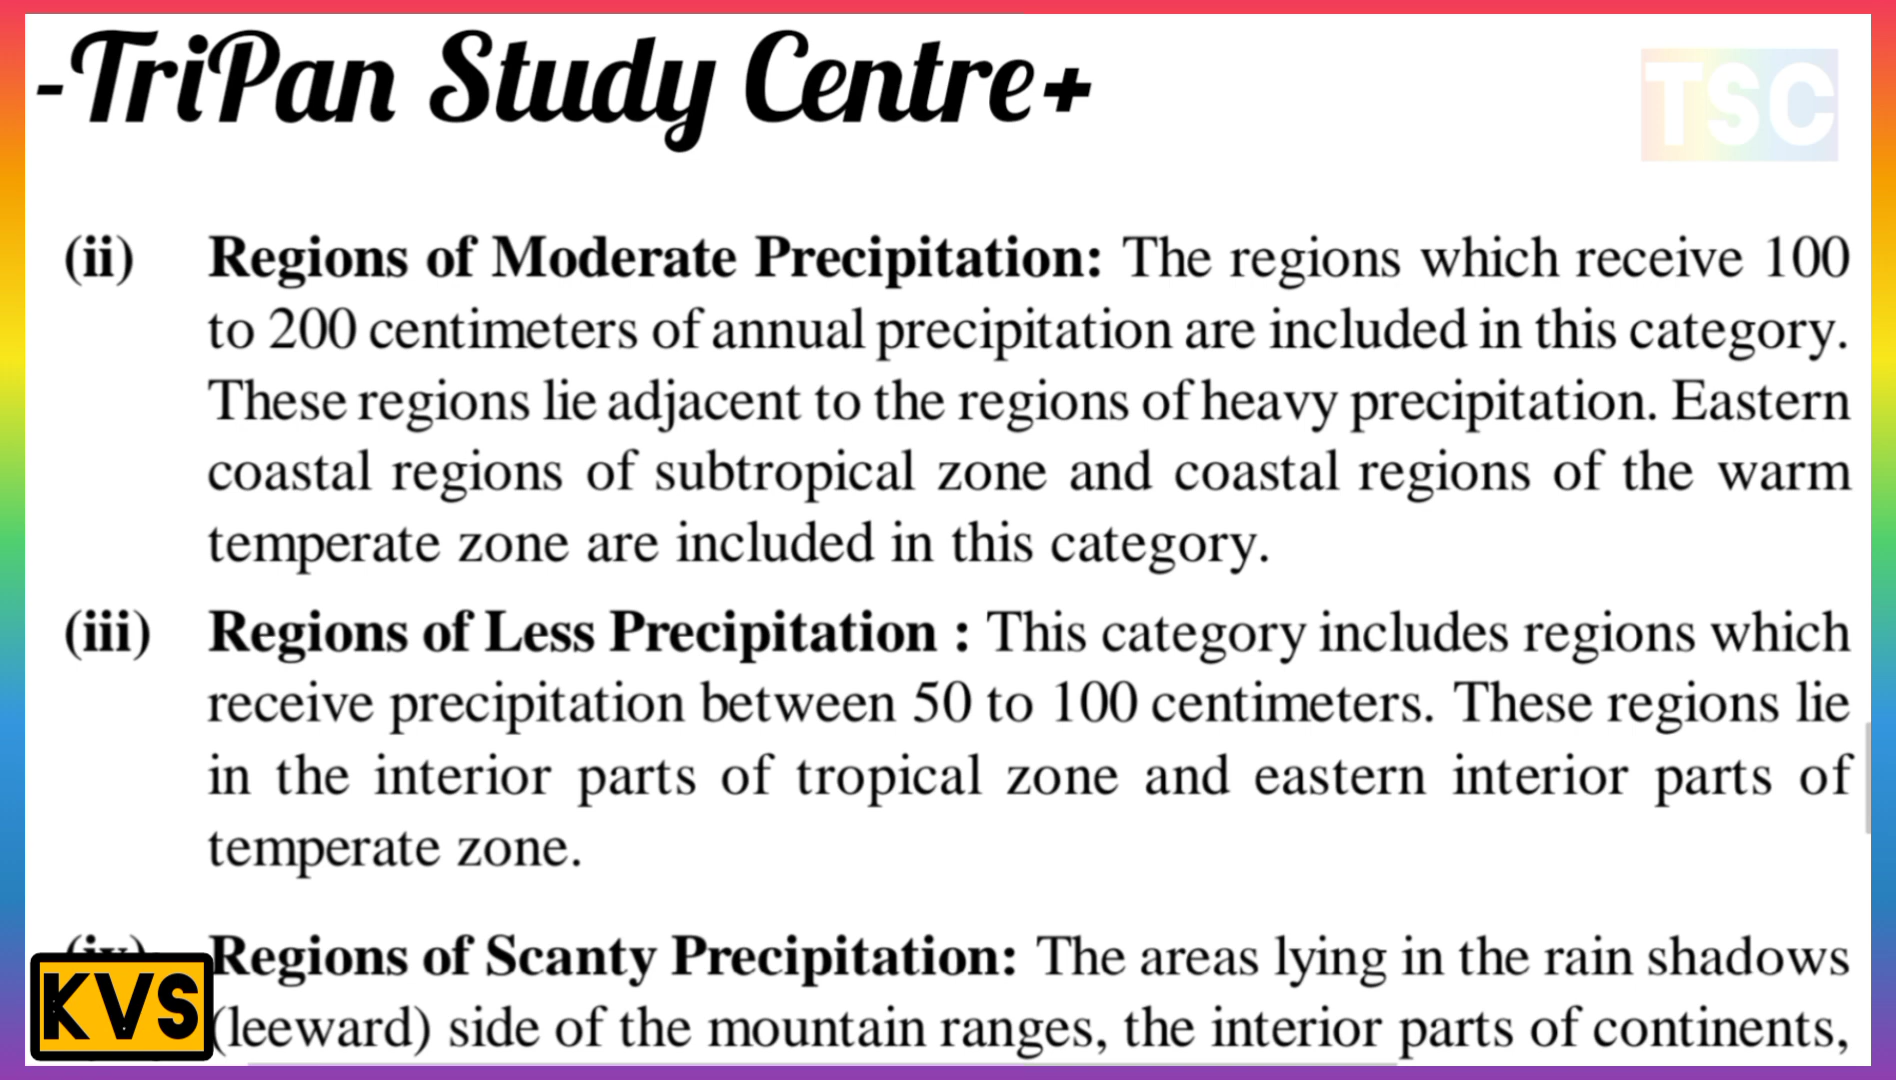 -TriPan Study Centre+
TSC
(ii) Regions of Moderate Precipitation: The regions which receive 100
to 200 centimeters of annual precipitation are included in this category.
These regions lie adjacent to the regions of heavy precipitation. Eastern
coastal regions of subtropical zone and coastal regions of the warm
temperate zone are included in this category.
(iii) Regions of Less Precipitation : This category includes regions which
receive precipitation between 50 to 100 centimeters. These regions lie
in the interior parts of tropical zone and eastern interior parts of
temperate zone.
(iv) Regions of Scanty Precipitation: The areas lying in the rain shadows
(leeward) side of the mountain ranges, the interior parts of continents,
KVS